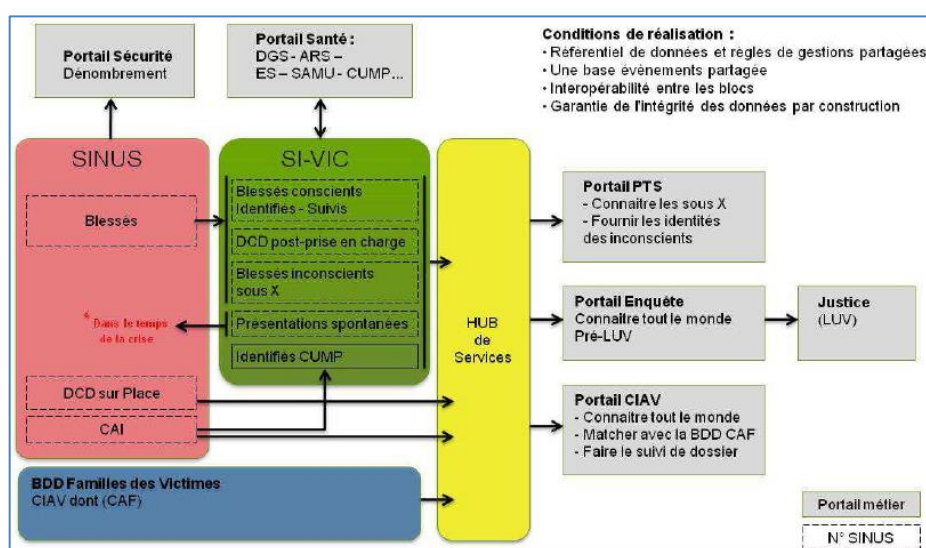 Portail Sécurité
Dénombrement
Portail Santé :
DGS - ARS –
ES – SAMU - CUMP...
Conditions de réalisation :
· Référentiel de données et règles de gestions partagées
· Une base évènements partagée
· Interopérabilité entre les blocs
· Garantie de l'intégrité des données par construction
SINUS
Blessés
* Dans le temps
de la crise
DCD sur Place
CAI
SI-VIC
Blessés conscients
Identifiés - Suivis
DCD post-prise en charge
Blessés inconscients
sous X
Présentations spontanées
Identifiés CUMP
HUB
de
Services
Portail PTS
- Connaitre les sous X
- Fournir les identités
des inconscients
Portail Enquête
Connaitre tout le monde
Pré-LUV
Justice
(LUV)
Portail CIAV
- Connaitre tout le monde
- Matcher avec la BDD CAF
- Faire le suivi de dossier
BDD Familles des Victimes
CIAV dont (CAF)
Portail métier
N° SINUS